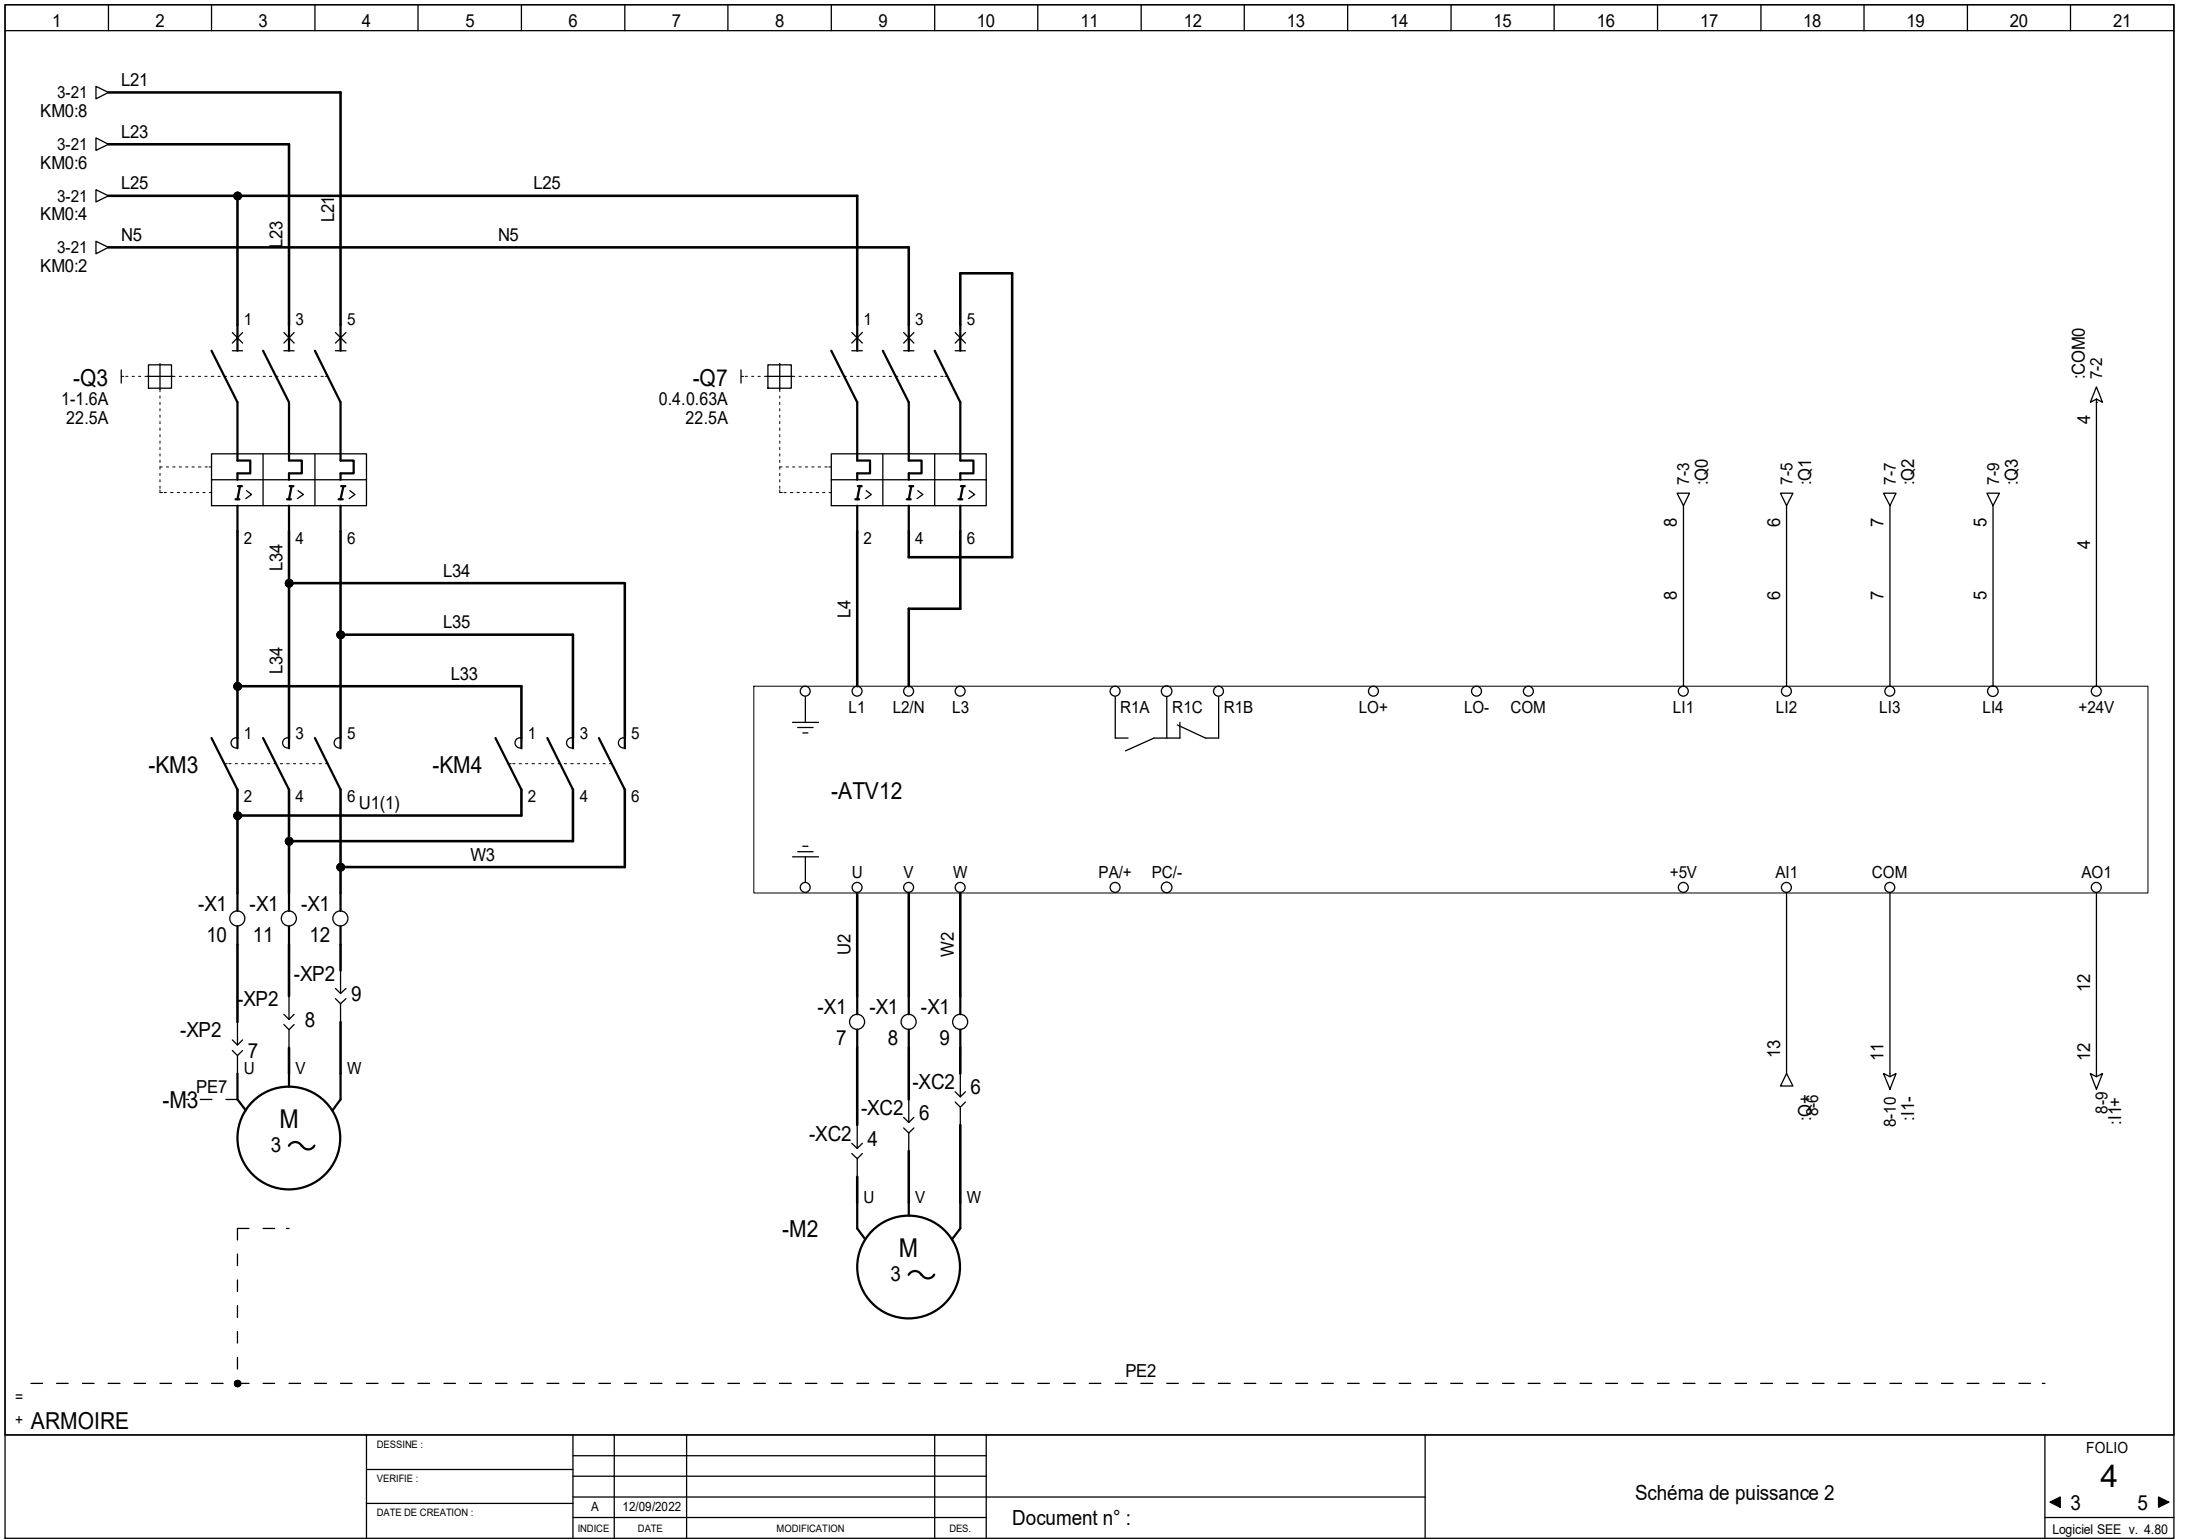 1 2 3 4 5 6 7 8 9 10 11 12 13 14 15 16 17 18 19 20 21
3-21 L21
KM0:8
3-21 L23
KM0:6
3-21 L25 L25
KM0:4
L23 L21
3-21 N5 N5
KM0:2
1 3 5 1 3 5
:COM0
7-2
-Q3
1-1.6A
22.5A
-Q7
0.4.0.63A
22.5A
4
7-3
:Q0
7-5
:Q1
7-7
:Q2
7-9
:Q3
I> I> I> I> I> I>
8 6 7 5
2 4 6 2 4 6
4
L34 L34
8 6 7 5
L4
L35
L34
L33
L1 L2/N L3 R1A R1C R1B LO+ LO- COM LI1 LI2 LI3 LI4 +24V
1 3 5 1 3 5
-KM3 -KM4
-ATV12
2 4 6 U1(1) 2 4 6
W3
U V W PA/+ PC/- +5V AI1 COM AO1
-X1 -X1 -X1
10 11 12
U2 W2
-XP2 9
12
-XP2 8
-X1 -X1 -X1
7 8 9
-XP2 7
13 11 12
U V W
-M3 PE7
-XC2 6
-XC2 6
-XC2 4
:Q+
8-6
8-10
:I1-
8-9
:I1+
M
3
U V W
-M2
M
3
PE2
=
+ ARMOIRE
DESSINE :
VERIFIE :
DATE DE CREATION :
A 12/09/2022
INDICE DATE MODIFICATION DES.
Document n° :
Schéma de puissance 2
FOLIO
4
3 5
Logiciel SEE v. 4.80